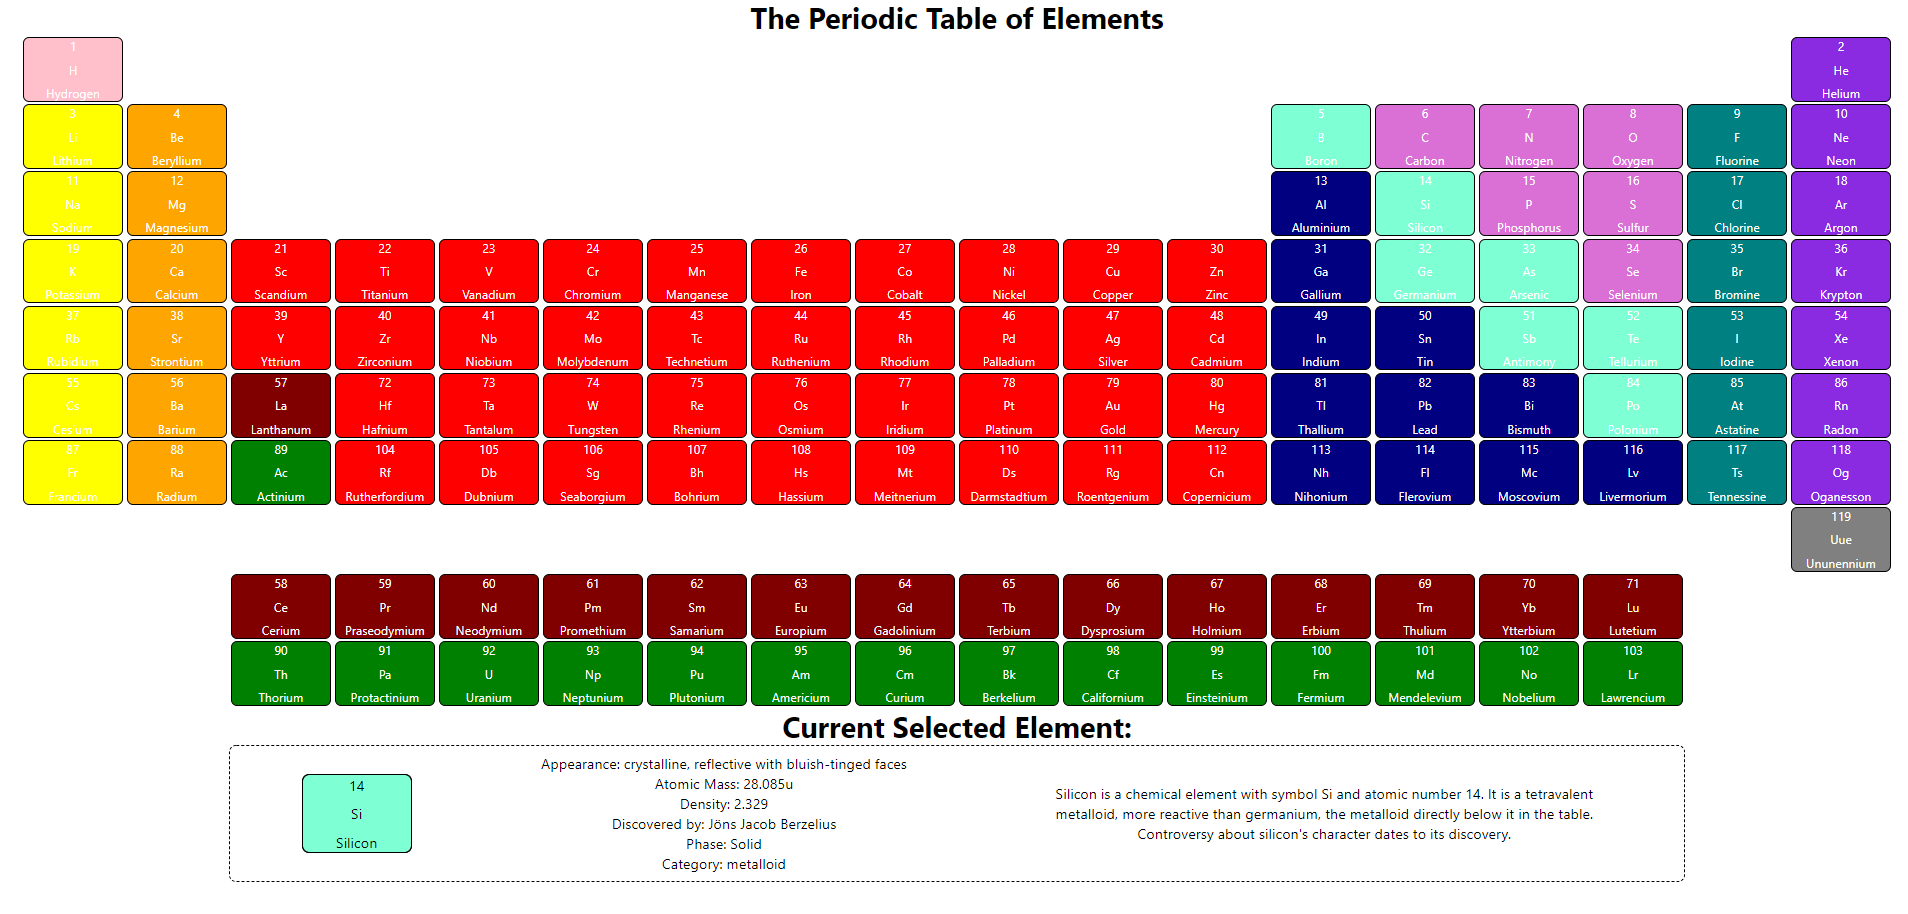 The Periodic Table of Elements
1 2
H He
Hydrogen Helium
3 4 5 6 7 8 9 10
Li Be B C N O F Ne
Lithium Beryllium Boron Carbon Nitrogen Oxygen Fluorine Neon
11 12 13 14 15 16 17 18
Na Mg Al Si P S Cl Ar
Sodium Magnesium Aluminium Silicon Phosphorus Sulfur Chlorine Argon
19 20 21 22 23 24 25 26 27 28 29 30 31 32 33 34 35 36
K Ca Sc Ti V Cr Mn Fe Co Ni Cu Zn Ga Ge As Se Br Kr
Potassium Calcium Scandium Titanium Vanadium Chromium Manganese Iron Cobalt Nickel Copper Zinc Gallium Germanium Arsenic Selenium Bromine Krypton
37 38 39 40 41 42 43 44 45 46 47 48 49 50 51 52 53 54
Rb Sr Y Zr Nb Mo Tc Ru Rh Pd Ag Cd In Sn Sb Te I Xe
Rubidium Strontium Yttrium Zirconium Niobium Molybdenum Technetium Ruthenium Rhodium Palladium Silver Cadmium Indium Tin Antimony Tellurium Iodine Xenon
55 56 57 72 73 74 75 76 77 78 79 80 81 82 83 84 85 86
Cs Ba La Hf Ta W Re Os Ir Pt Au Hg Tl Pb Bi Po At Rn
Cesium Barium Lanthanum Hafnium Tantalum Tungsten Rhenium Osmium Iridium Platinum Gold Mercury Thallium Lead Bismuth Polonium Astatine Radon
87 88 89 104 105 106 107 108 109 110 111 112 113 114 115 116 117 118
Fr Ra Ac Rf Db Sg Bh Hs Mt Ds Rg Cn Nh Fl Mc Lv Ts Og
Francium Radium Actinium Rutherfordium Dubnium Seaborgium Bohrium Hassium Meitnerium Darmstadtium Roentgenium Copernicium Nihonium Flerovium Moscovium Livermorium Tennessine Oganesson
119
Uue
Ununennium
58 59 60 61 62 63 64 65 66 67 68 69 70 71
Ce Pr Nd Pm Sm Eu Gd Tb Dy Ho Er Tm Yb Lu
Cerium Praseodymium Neodymium Promethium Samarium Europium Gadolinium Terbium Dysprosium Holmium Erbium Thulium Ytterbium Lutetium
90 91 92 93 94 95 96 97 98 99 100 101 102 103
Th Pa U Np Pu Am Cm Bk Cf Es Fm Md No Lr
Thorium Protactinium Uranium Neptunium Plutonium Americium Curium Berkelium Californium Einsteinium Fermium Mendelevium Nobelium Lawrencium
Current Selected Element:
14
Si
Silicon
Appearance: crystalline, reflective with bluish-tinged faces
Atomic Mass: 28.085u
Density: 2.329
Discovered by: Jöns Jacob Berzelius
Phase: Solid
Category: metalloid
Silicon is a chemical element with symbol Si and atomic number 14. It is a tetravalent
metalloid, more reactive than germanium, the metalloid directly below it in the table.
Controversy about silicon's character dates to its discovery.